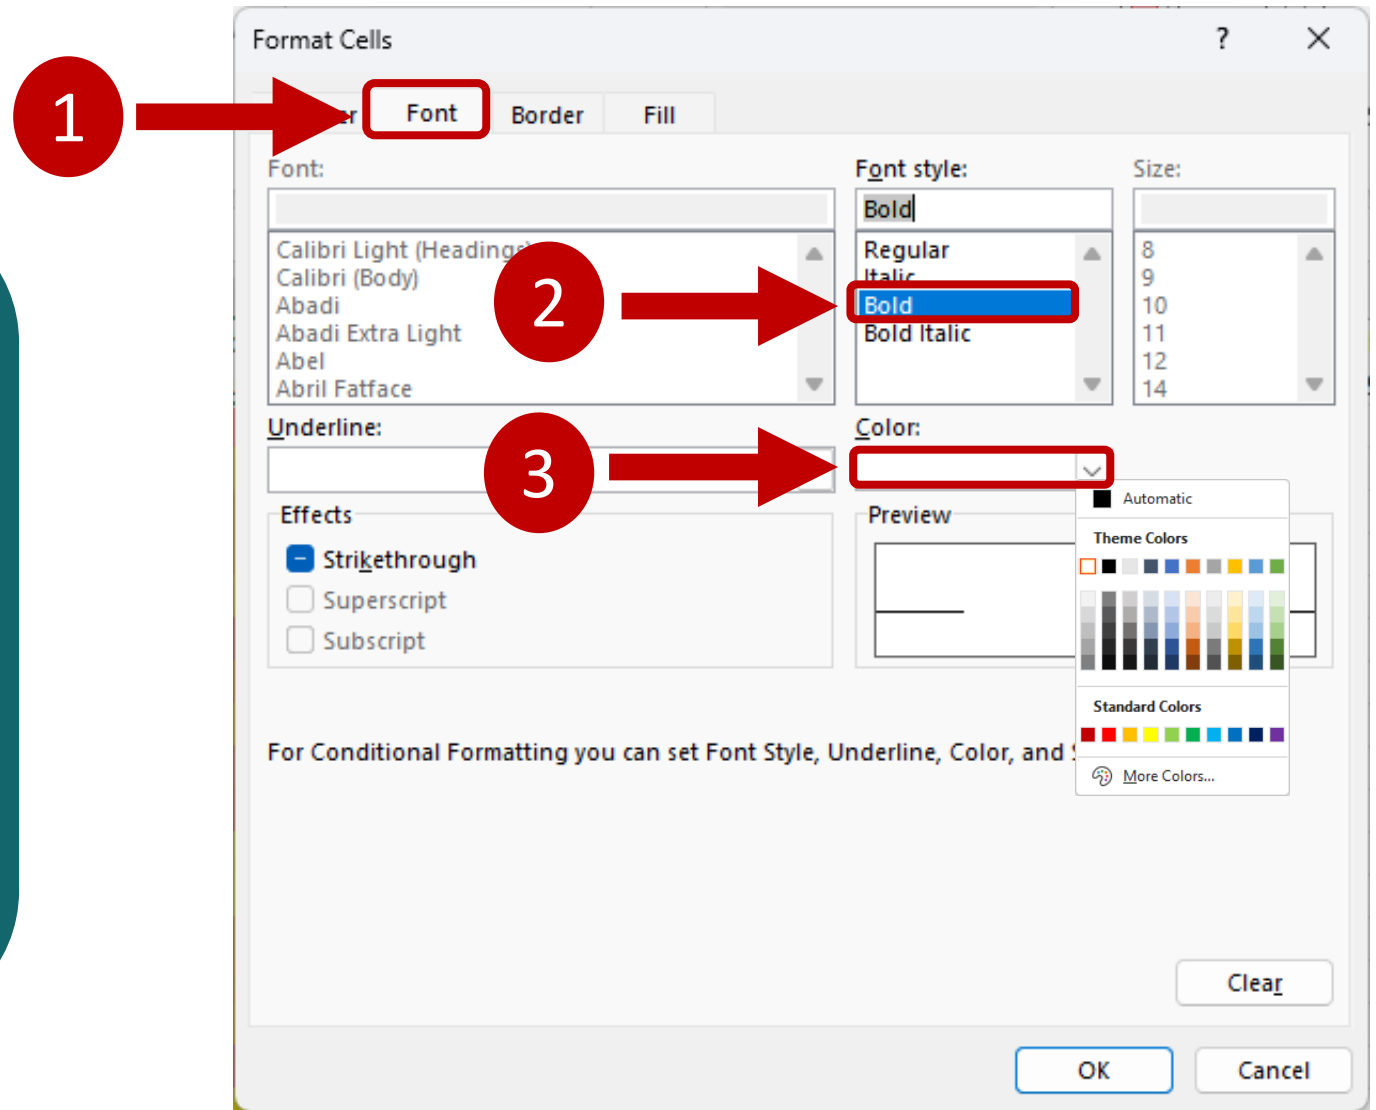 Format Cells
?
1
er
Font
Border
Fill
Font:
Font style:
Size:
Bold
Calibri Light (Headings)
Calibri (Body)
Abadi
Abadi Extra Light
Abel
Abril Fatface
Regular
Italic
Bold
Bold Italic
8
9
10
11
12
14
2
Underline:
Color:
3
Automatic
Effects
Strikethrough
Superscript
Subscript
Preview
Theme Colors
Standard Colors
More Colors...
For Conditional Formatting you can set Font Style, Underline, Color, and
Clear
OK
Cancel